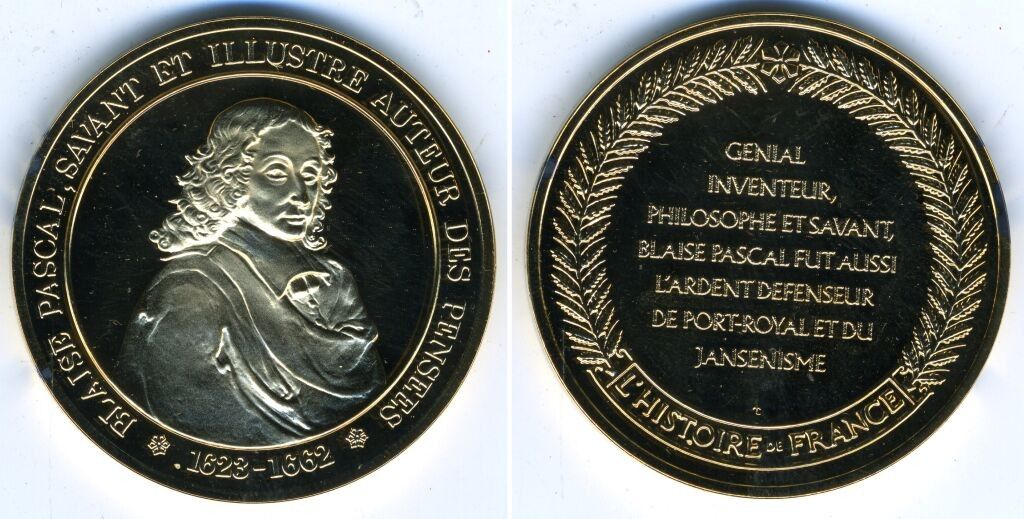 BLAISE PASCAL, SAVANT ET ILLUSTRE AUTEUR DES PENSEES
1623-1662
GENIAL
INVENTEUR,
PHILOSOPHE ET SAVANT,
BLAISE PASCAL FUT AUSSI
L'ARDENT DEFENSEUR
DE PORT-ROYAL ET DU
JANSENISME
L'HISTOIRE DE FRANCE